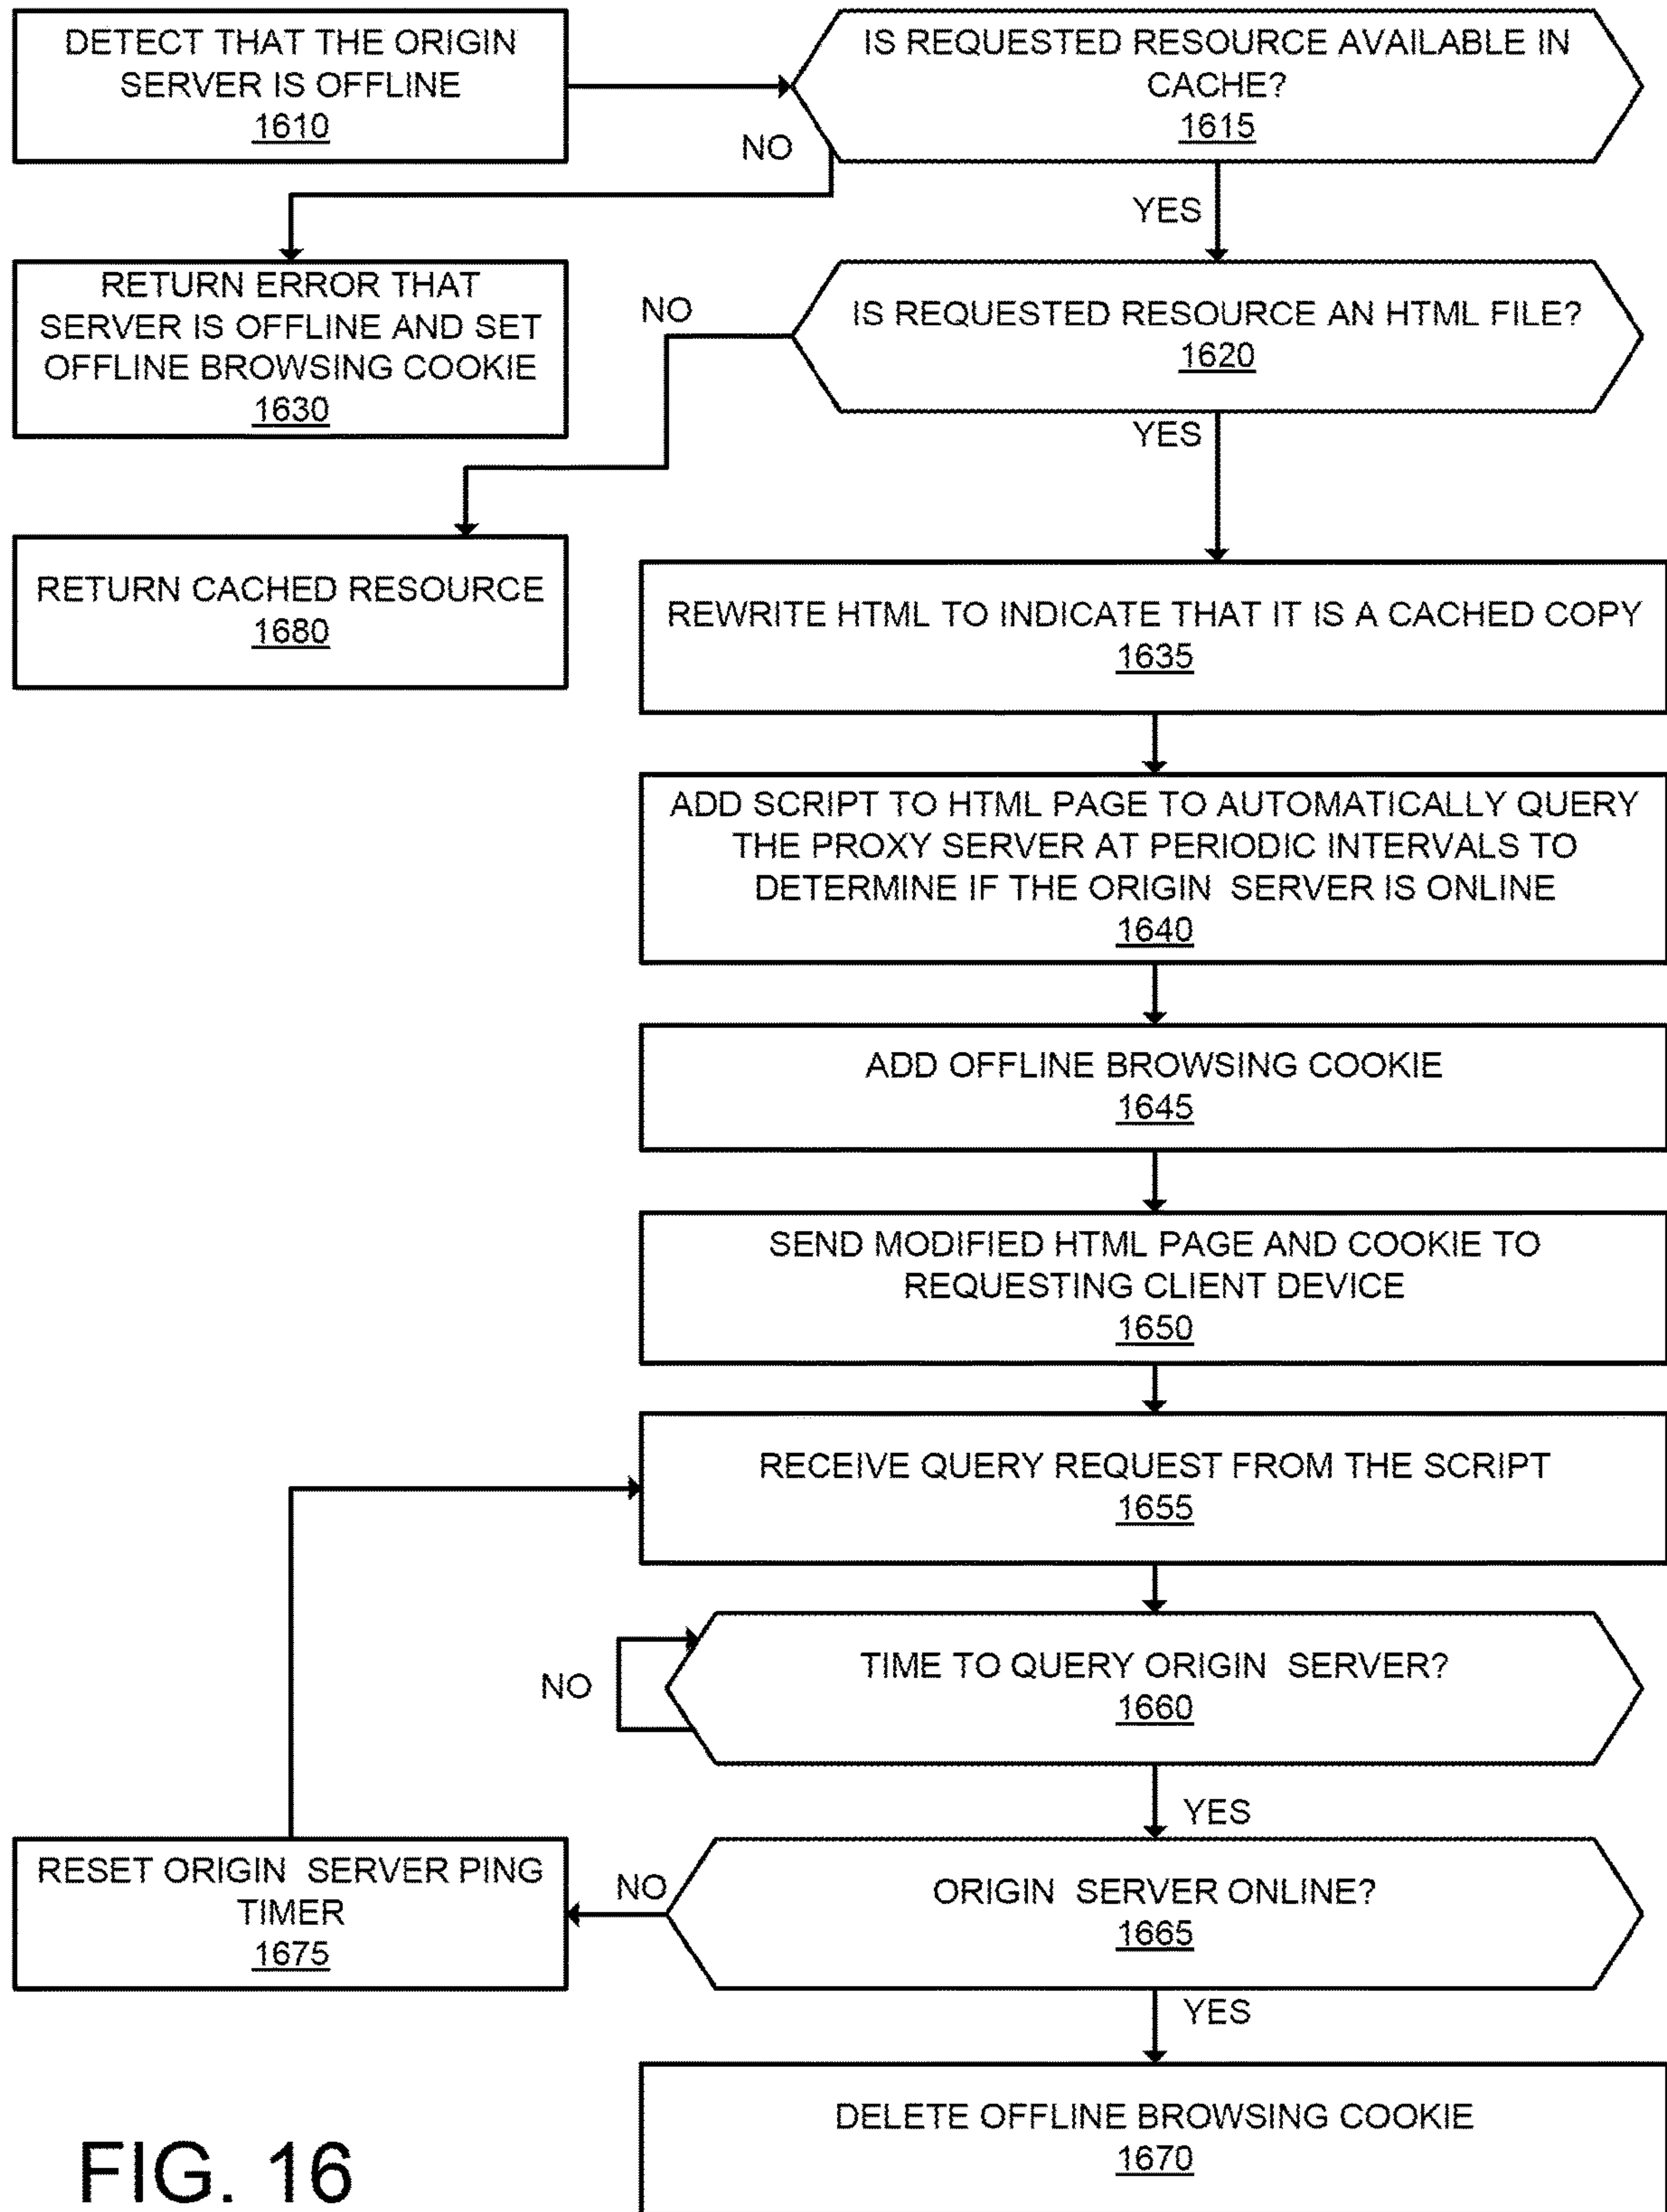 DETECT THAT THE ORIGIN
SERVER IS OFFLINE
1610
IS REQUESTED RESOURCE AVAILABLE IN
CACHE?
1615
NO
YES
RETURN ERROR THAT
SERVER IS OFFLINE AND SET
OFFLINE BROWSING COOKIE
1630
NO
IS REQUESTED RESOURCE AN HTML FILE?
1620
YES
RETURN CACHED RESOURCE
1680
REWRITE HTML TO INDICATE THAT IT IS A CACHED COPY
1635
ADD SCRIPT TO HTML PAGE TO AUTOMATICALLY QUERY
THE PROXY SERVER AT PERIODIC INTERVALS TO
DETERMINE IF THE ORIGIN SERVER IS ONLINE
1640
ADD OFFLINE BROWSING COOKIE
1645
SEND MODIFIED HTML PAGE AND COOKIE TO
REQUESTING CLIENT DEVICE
1650
RECEIVE QUERY REQUEST FROM THE SCRIPT
1655
TIME TO QUERY ORIGIN SERVER?
1660
NO
YES
RESET ORIGIN SERVER PING
TIMER
1675
NO
ORIGIN SERVER ONLINE?
1665
YES
DELETE OFFLINE BROWSING COOKIE
1670
FIG. 16